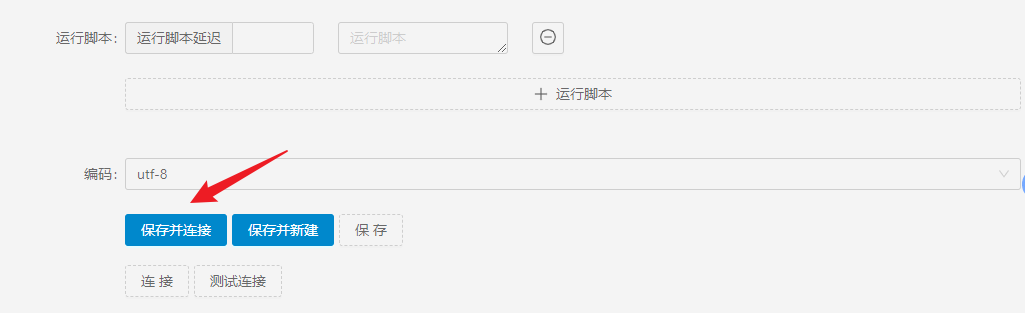 运行脚本: 运行脚本延迟 运行脚本
+ 运行脚本
编码: utf-8
保存并连接 保存并新建 保 存
连 接 测试连接